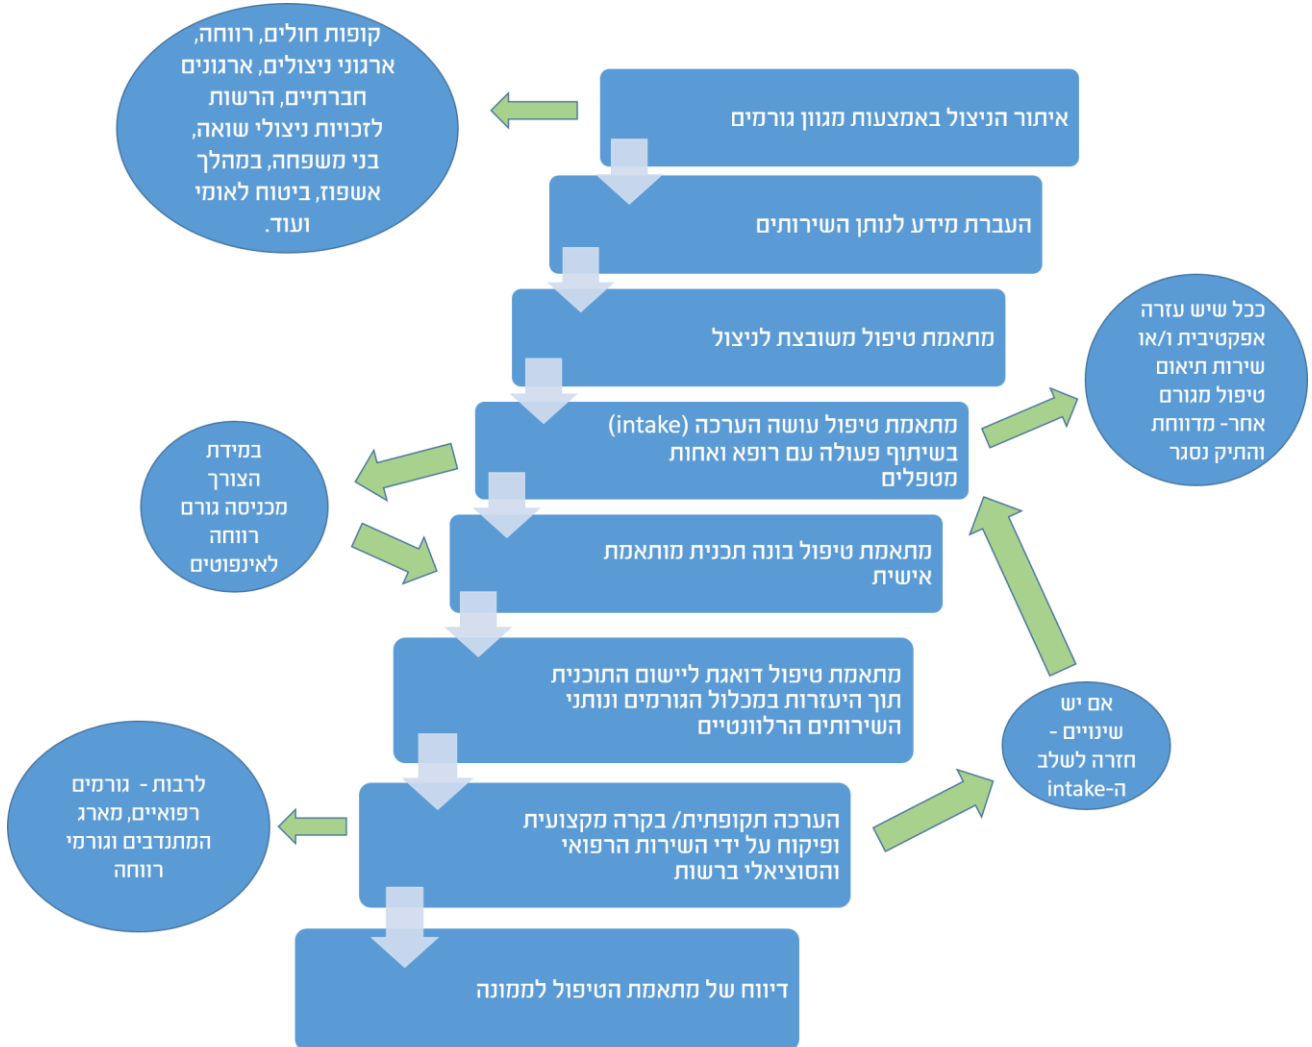 קופות חולים, רווחה,
ארגוני ניצולים, ארגונים
חברתיים, הרשות
לזכויות ניצולי שואה,
בני משפחה, במהלך
אשפוז, ביטוח לאומי
ועוד.
איתור הניצול באמצעות מגוון גורמים
העברת מידע לנותן השירותים
מתאמת טיפול משובצת לניצול
ככל שיש עזרה
אפקטיבית ו/או
שירות תיאום
טיפול מגורם
אחר- מדווחת
והתיק נסגר
מתאמת טיפול עושה הערכה (intake)
בשיתוף פעולה עם רופא ואחות
מטפלים
במידת
הצורך
מכניסה גורם
רווחה
לאינפוטים
מתאמת טיפול בונה תכנית מותאמת
אישית
מתאמת טיפול דואגת ליישום התוכנית
תוך היעזרות במכלול הגורמים ונותני
השירותים הרלוונטיים
אם יש
שינויים -
חזרה לשלב
ה-intake
הערכה תקופתית/ בקרה מקצועית
ופיקוח על ידי השירות הרפואי
והסוציאלי ברשות
לרבות - גורמים
רפואיים, מארג
המתנדבים וגורמי
רווחה
דיווח של מתאמת הטיפול לממונה